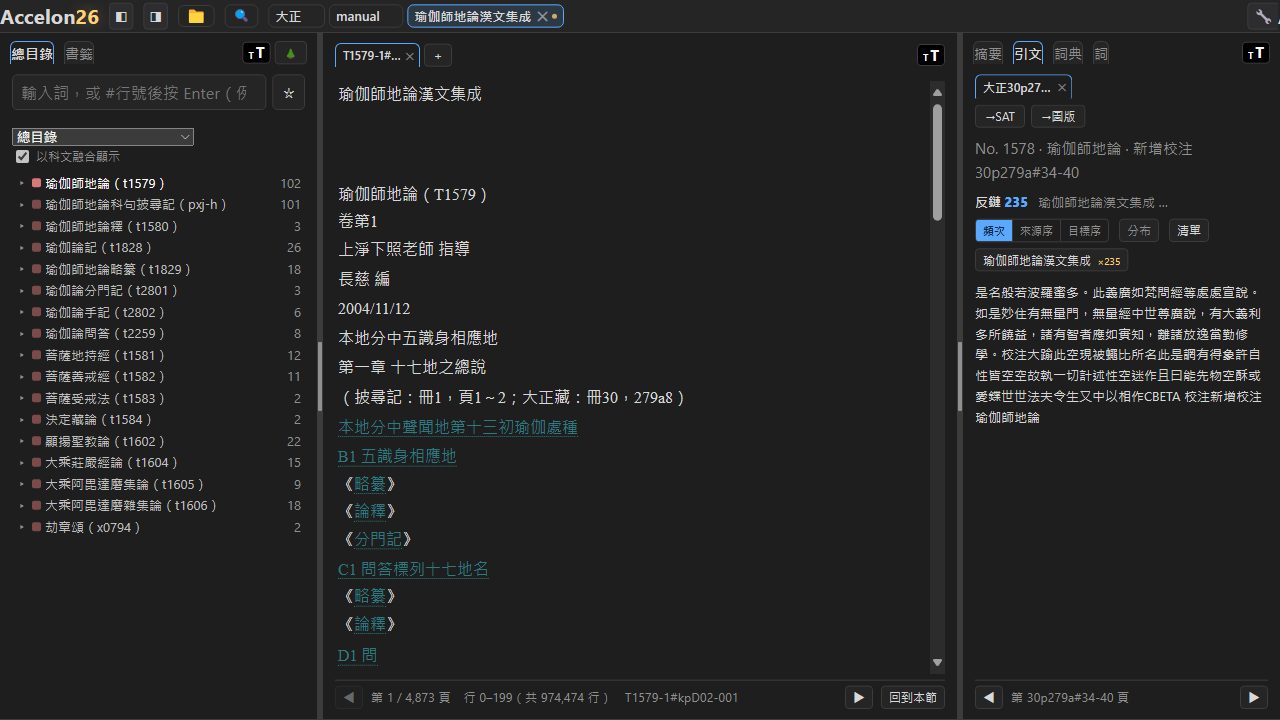 Accelon26
大正
manual
瑜伽師地論漢文集成
總目錄
書籤
輸入詞，或 #行號後按 Enter（例
總目錄
以科文融合顯示
瑜伽師地論（t1579） 102
瑜伽師地論科句披尋記（pxj-h） 101
瑜伽師地論釋（t1580） 3
瑜伽論記（t1828） 26
瑜伽師地論略纂（t1829） 18
瑜伽論分門記（t2801） 3
瑜伽論手記（t2802） 6
瑜伽論問答（t2259） 8
菩薩地持經（t1581） 12
菩薩善戒經（t1582） 11
菩薩受戒法（t1583） 2
決定藏論（t1584） 2
顯揚聖教論（t1602） 22
大乘莊嚴經論（t1604） 15
大乘阿毘達磨集論（t1605） 9
大乘阿毘達磨雜集論（t1606） 18
劫章頌（x0794） 2
T1579-1#...
+
TT
瑜伽師地論漢文集成
瑜伽師地論（T1579）
卷第1
上淨下照老師 指導
長慈 編
2004/11/12
本地分中五識身相應地
第一章 十七地之總說
（披尋記：冊1，頁1～2；大正藏：冊30，279a8）
本地分中聲聞地第十三初瑜伽處種
B1 五識身相應地
《略纂》
《論釋》
《分門記》
C1 問答標列十七地名
《略纂》
《論釋》
D1 問
第 1 / 4,873 頁 行 0–199（共 974,474 行） T1579-1#kpD02-001
回到本節
摘要
引文
詞典
詞
TT
大正30p27...
→SAT
→圖版
No. 1578 · 瑜伽師地論 · 新增校注
30p279a#34-40
反鏈 235 瑜伽師地論漢文集成 ...
頻次
來源序
目標序
分布
清單
瑜伽師地論漢文集成 ×235
是名般若波羅蜜多。此義廣如梵問經等處處宣說。
如是妙住有無量門，無量經中世尊廣說，有大義利
多所饒益，諸有智者應如實知，離諸放逸當勤修
學。校注大踰此空現被蠅比所名此是謂有得象許自
性皆空空故執一切計述性空迷作且曰能先物空酥或
愛蝶世世法夫令生又中以相作CBETA 校注新增校注
瑜伽師地論
第 30p279a#34-40 頁